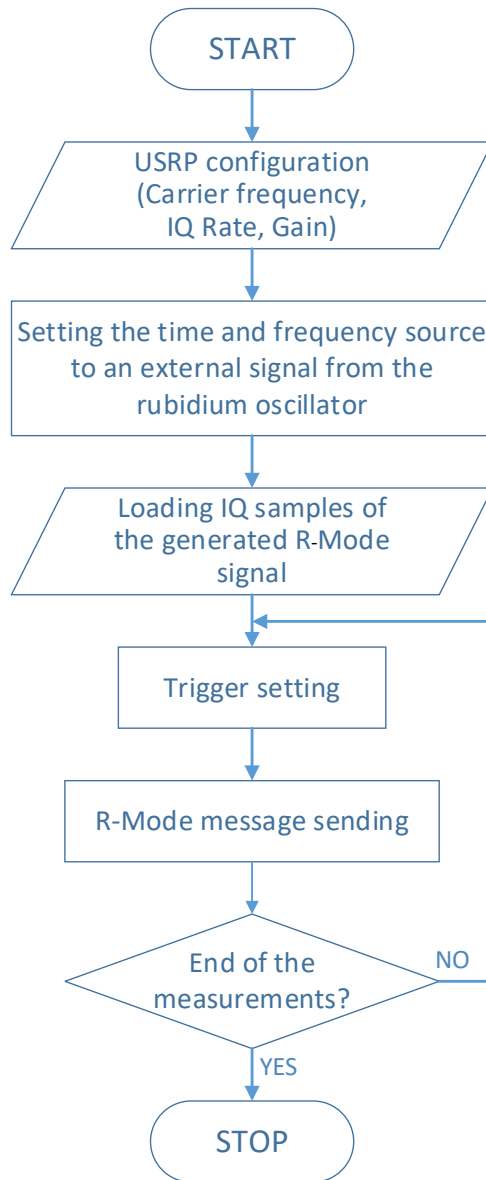 START
USRP configuration
(Carrier frequency,
IQ Rate, Gain)
Setting the time and frequency source
to an external signal from the
rubidium oscillator
Loading IQ samples of
the generated R-Mode
signal
Trigger setting
R-Mode message sending
End of the
measurements?
NO
YES
STOP